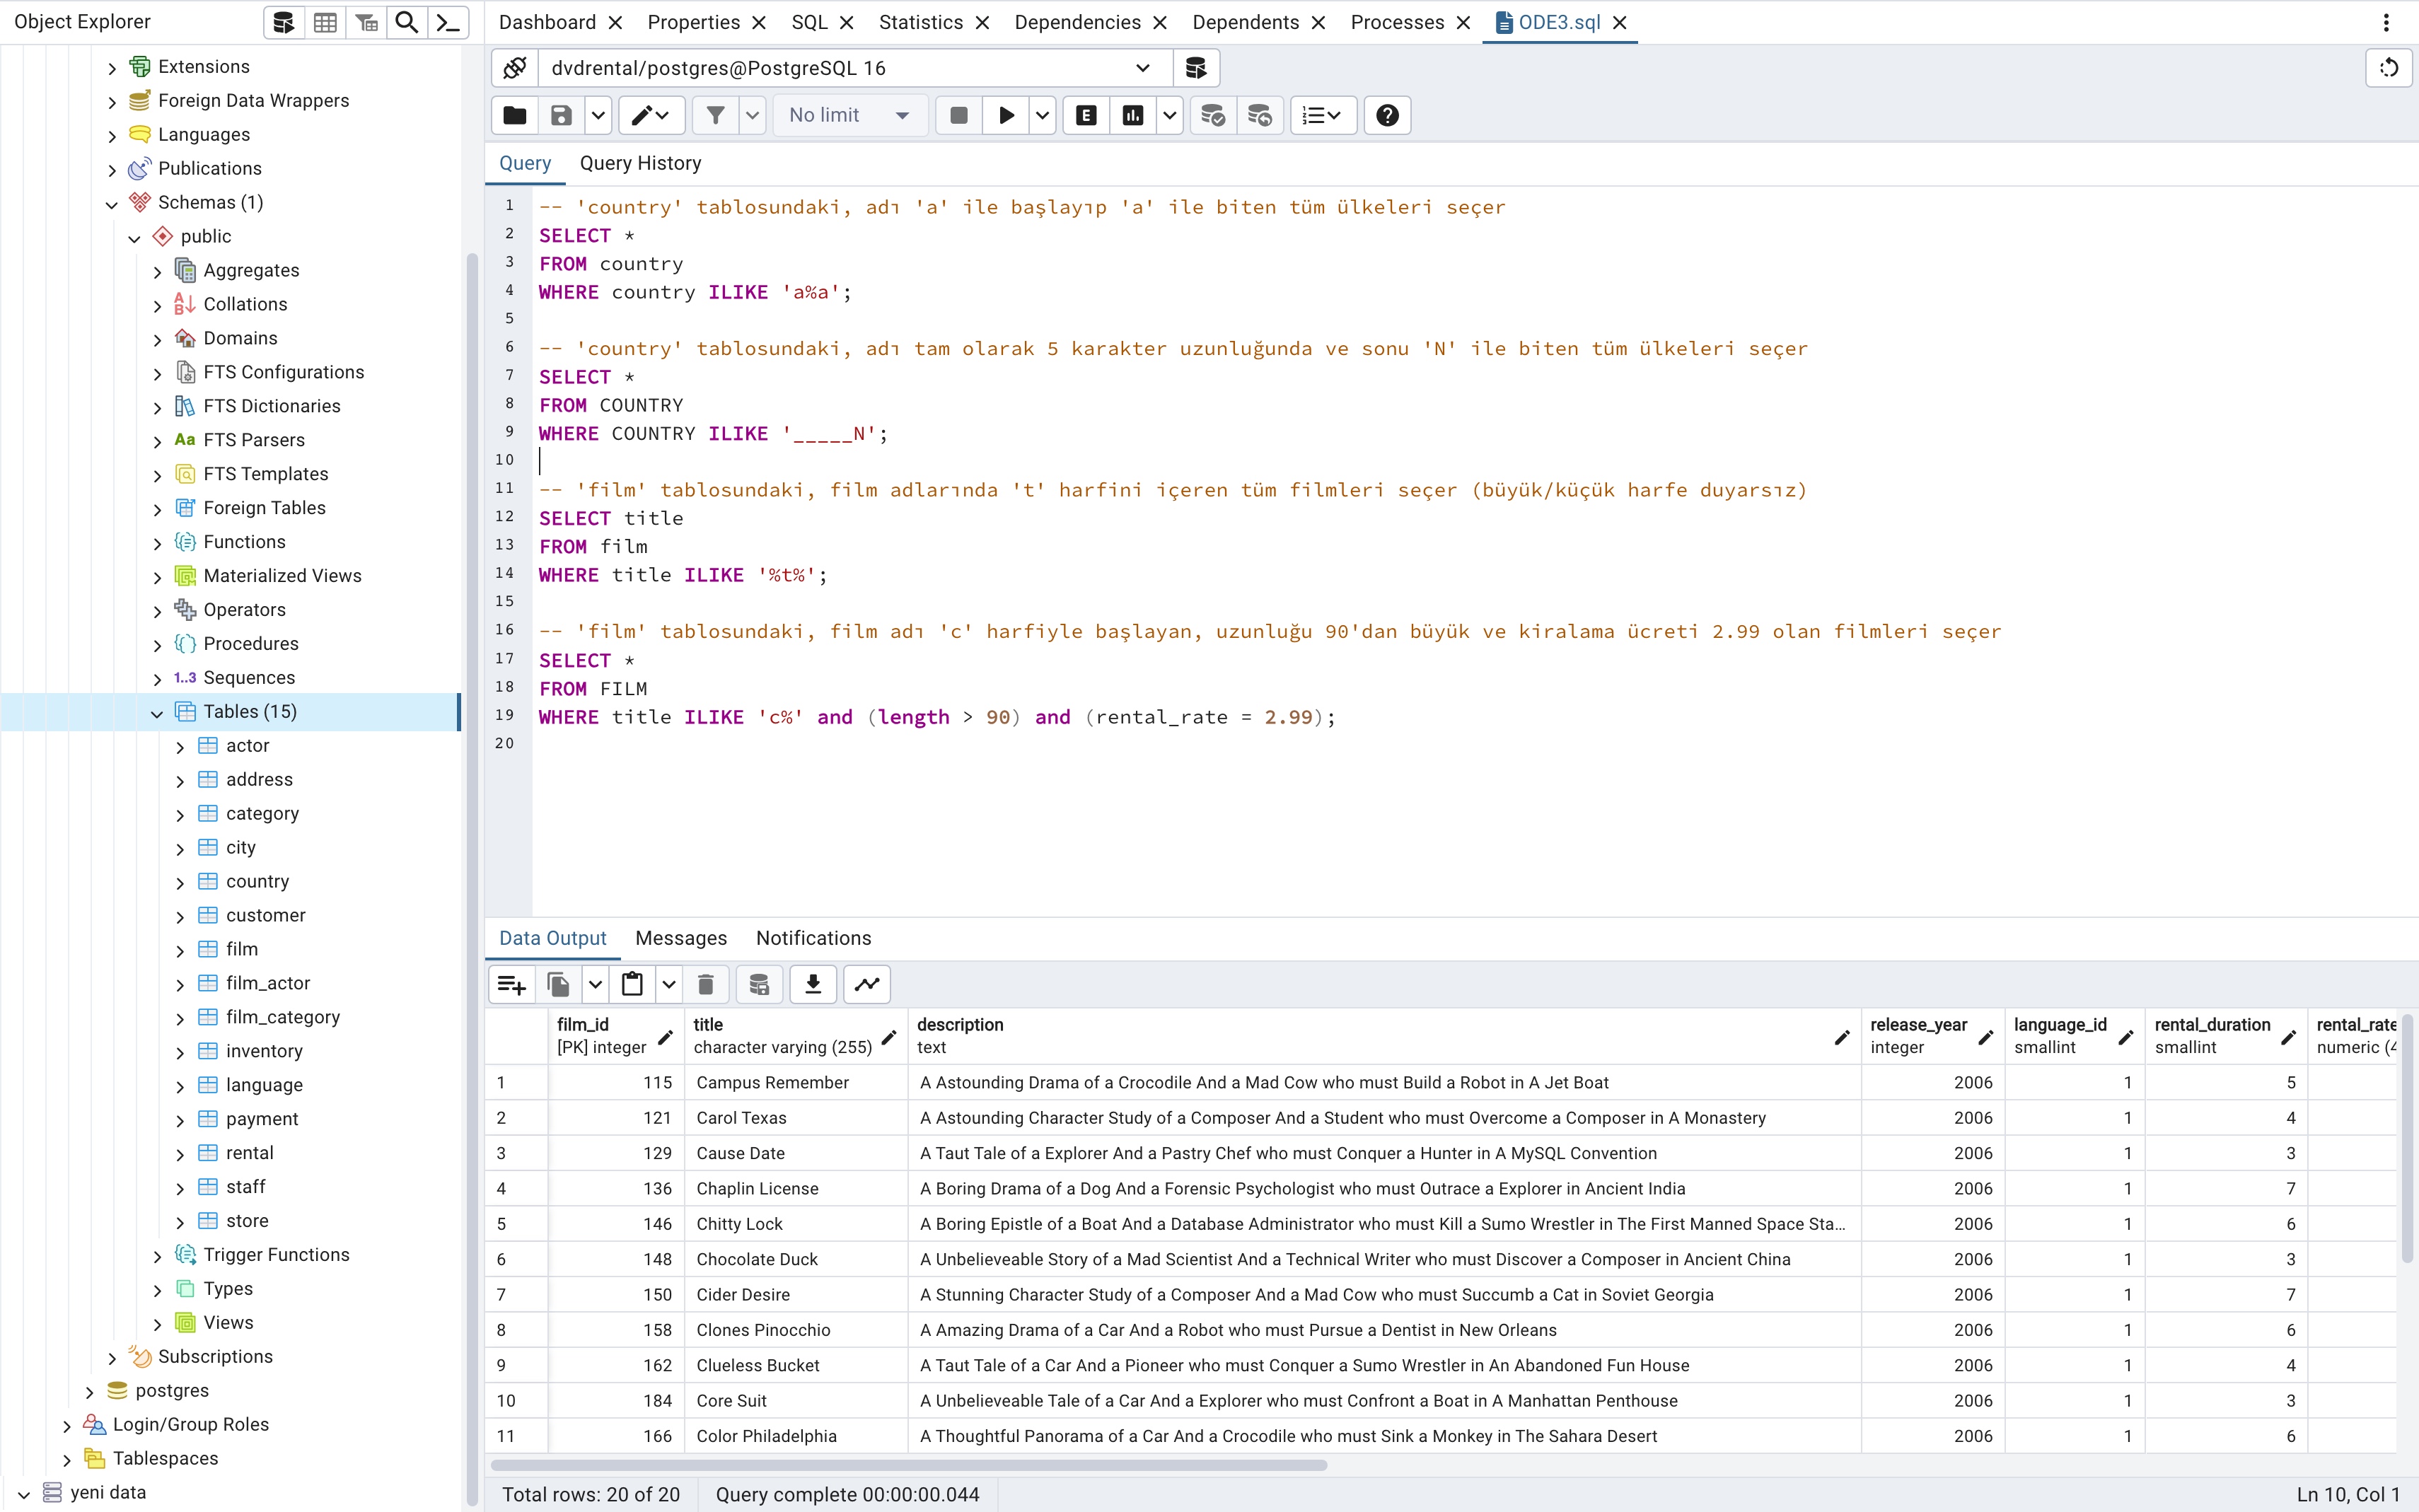 Object Explorer
Extensions
Foreign Data Wrappers
Languages
Publications
Schemas (1)
public
Aggregates
Collations
Domains
FTS Configurations
FTS Dictionaries
Aa FTS Parsers
FTS Templates
Foreign Tables
Functions
Materialized Views
Operators
Procedures
1..3 Sequences
Tables (15)
actor
address
category
city
country
customer
film
film_actor
film_category
inventory
language
payment
rental
staff
store
Trigger Functions
Types
Views
Subscriptions
postgres
Login/Group Roles
Tablespaces
yeni data
Dashboard Properties SQL Statistics Dependencies Dependents Processes ODE3.sql
dvdrental/postgres@PostgreSQL 16
No limit E
Query Query History
1 -- 'country' tablosundaki, adı 'a' ile başlayıp 'a' ile biten tüm ülkeleri seçer
2 SELECT *
3 FROM country
4 WHERE country ILIKE 'a%a';
5
6 -- 'country' tablosundaki, adı tam olarak 5 karakter uzunluğunda ve sonu 'N' ile biten tüm ülkeleri seçer
7 SELECT *
8 FROM COUNTRY
9 WHERE COUNTRY ILIKE '_____N';
10
11 -- 'film' tablosundaki, film adlarında 't' harfini içeren tüm filmleri seçer (büyük/küçük harfe duyarsız)
12 SELECT title
13 FROM film
14 WHERE title ILIKE '%t%';
15
16 -- 'film' tablosundaki, film adı 'c' harfiyle başlayan, uzunluğu 90'dan büyük ve kiralama ücreti 2.99 olan filmleri seçer
17 SELECT *
18 FROM FILM
19 WHERE title ILIKE 'c%' and (length > 90) and (rental_rate = 2.99);
20
Data Output Messages Notifications
film_id title description release_year language_id rental_duration rental_rate
[PK] integer character varying (255) text integer smallint smallint numeric (4
1 115 Campus Remember A Astounding Drama of a Crocodile And a Mad Cow who must Build a Robot in A Jet Boat 2006 1 5
2 121 Carol Texas A Astounding Character Study of a Composer And a Student who must Overcome a Composer in A Monastery 2006 1 4
3 129 Cause Date A Taut Tale of a Explorer And a Pastry Chef who must Conquer a Hunter in A MySQL Convention 2006 1 3
4 136 Chaplin License A Boring Drama of a Dog And a Forensic Psychologist who must Outrace a Explorer in Ancient India 2006 1 7
5 146 Chitty Lock A Boring Epistle of a Boat And a Database Administrator who must Kill a Sumo Wrestler in The First Manned Space Sta... 2006 1 6
6 148 Chocolate Duck A Unbelieveable Story of a Mad Scientist And a Technical Writer who must Discover a Composer in Ancient China 2006 1 3
7 150 Cider Desire A Stunning Character Study of a Composer And a Mad Cow who must Succumb a Cat in Soviet Georgia 2006 1 7
8 158 Clones Pinocchio A Amazing Drama of a Car And a Robot who must Pursue a Dentist in New Orleans 2006 1 6
9 162 Clueless Bucket A Taut Tale of a Car And a Pioneer who must Conquer a Sumo Wrestler in An Abandoned Fun House 2006 1 4
10 184 Core Suit A Unbelieveable Tale of a Car And a Explorer who must Confront a Boat in A Manhattan Penthouse 2006 1 3
11 166 Color Philadelphia A Thoughtful Panorama of a Car And a Crocodile who must Sink a Monkey in The Sahara Desert 2006 1 6
Total rows: 20 of 20 Query complete 00:00:00.044 Ln 10, Col 1